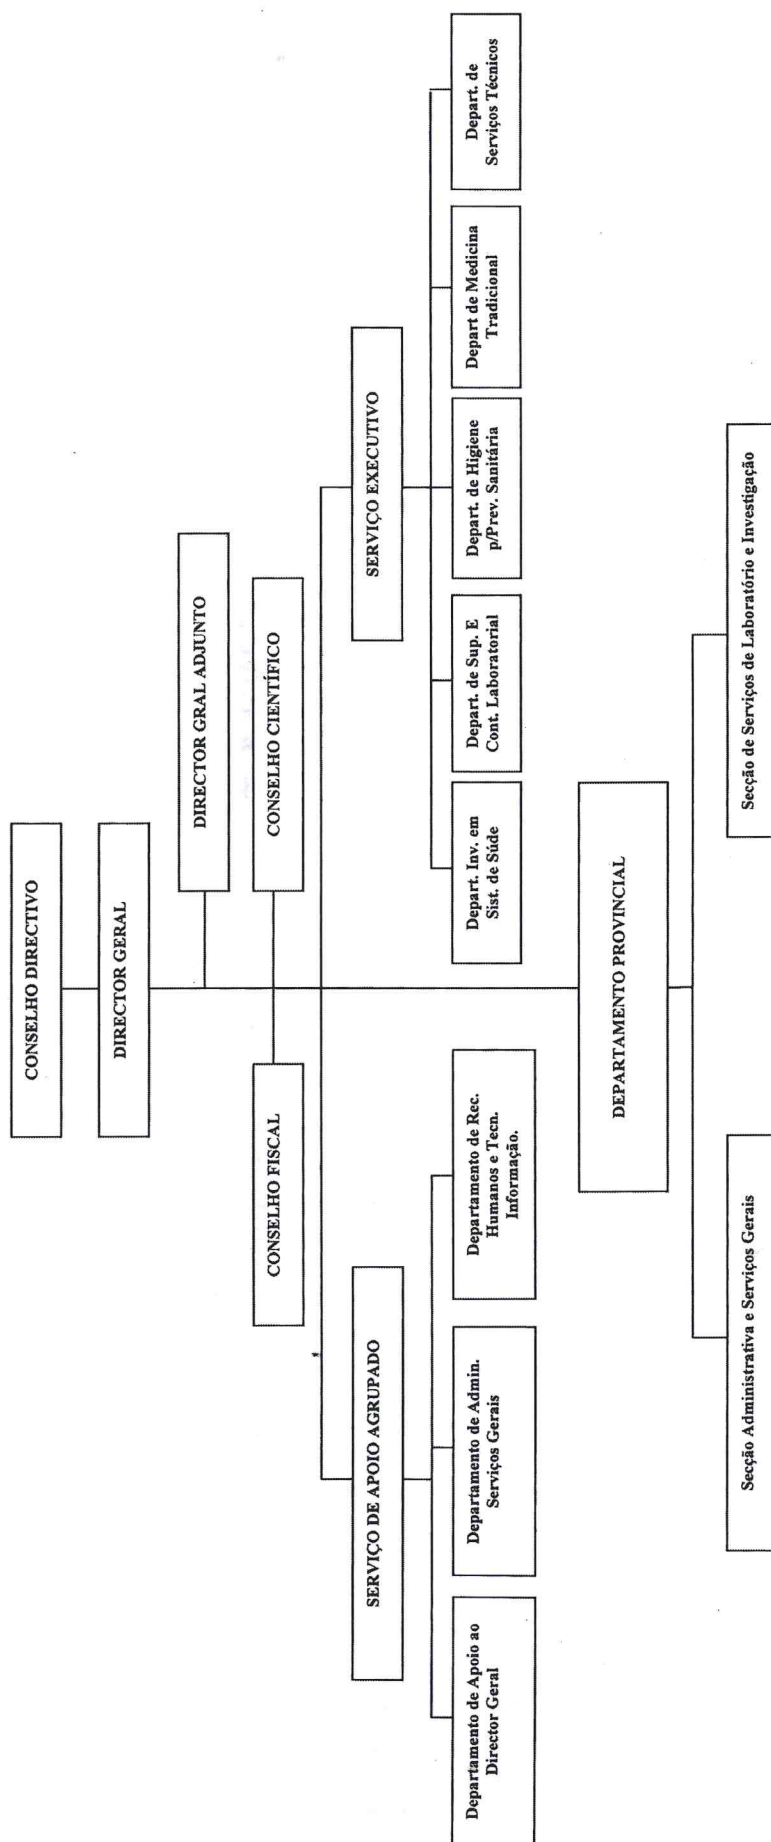 CONSELHO DIRECTIVO
DIRECTOR GERAL
DIRECTOR GRAL ADJUNTO
CONSELHO FISCAL
CONSELHO CIENTÍFICO
SERVIÇO DE APOIO AGRUPADO
SERVIÇO EXECUTIVO
Departamento de Apoio ao
Director Geral
Departamento de Admin.
Serviços Gerais
Departamento de Rec.
Humanos e Tecn.
Informação.
Depart. Inv. em
Sist. de Súde
Depart. de Sup. E
Cont. Laboratorial
Depart. de Higiene
p/Prev. Sanitária
Depart de Medicina
Tradicional
Depart. de
Serviços Técnicos
DEPARTAMENTO PROVINCIAL
Secção Administrativa e Serviços Gerais
Secção de Serviços de Laboratório e Investigação